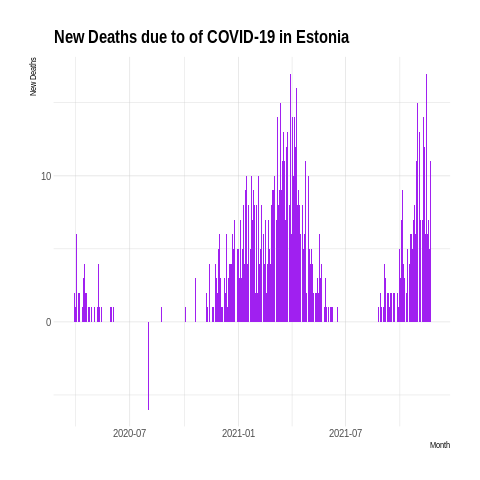 New Deaths due to of COVID-19 in Estonia
New Deaths
10
0
2020-07
2021-01
2021-07
Month